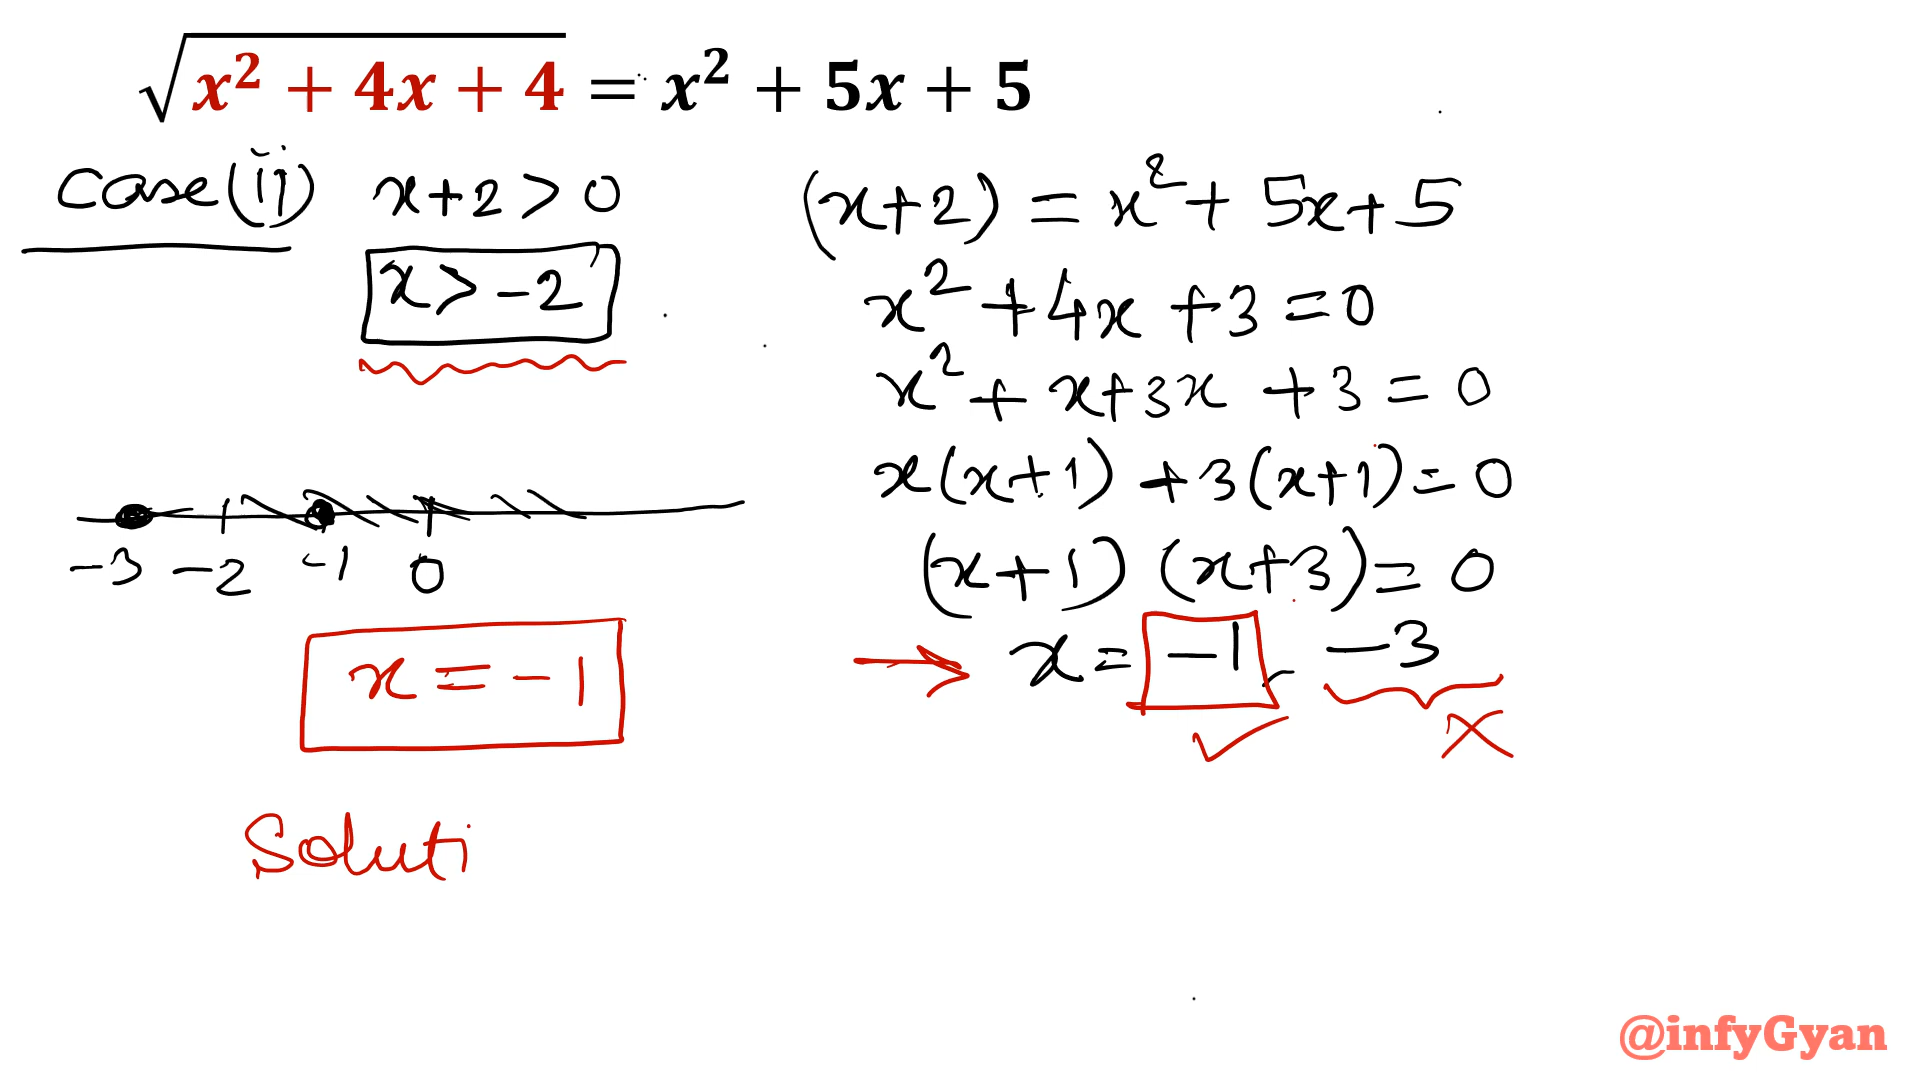 √(x² + 4x + 4) = x² + 5x + 5
Case(ii) x+2 > 0
x > -2
-3 -2 -1 0
x = -1
Soluti
(x+2) = x² + 5x + 5
x² + 4x + 3 = 0
x² + x + 3x + 3 = 0
x(x+1) + 3(x+1) = 0
(x+1) (x+3) = 0
x = -1, -3
@infyGyan